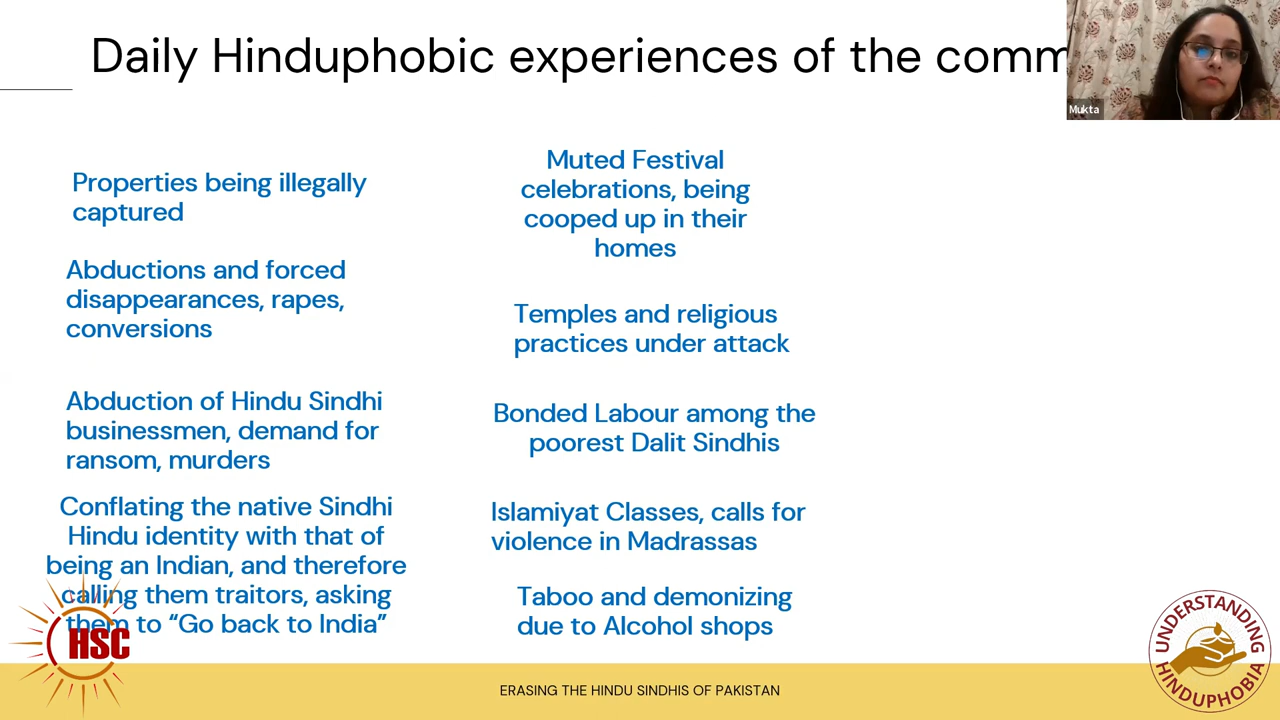 Daily Hinduphobic experiences of the comm
Mukta
Properties being illegally
captured
Abductions and forced
disappearances, rapes,
conversions
Abduction of Hindu Sindhi
businessmen, demand for
ransom, murders
Conflating the native Sindhi
Hindu identity with that of
being an Indian, and therefore
calling them traitors, asking
them to “Go back to India”
Muted Festival
celebrations, being
cooped up in their
homes
Temples and religious
practices under attack
Bonded Labour among the
poorest Dalit Sindhis
Islamiyat Classes, calls for
violence in Madrassas
Taboo and demonizing
due to Alcohol shops
HSC
ERASING THE HINDU SINDHIS OF PAKISTAN
UNDERSTANDING
HINDUPHOBIA